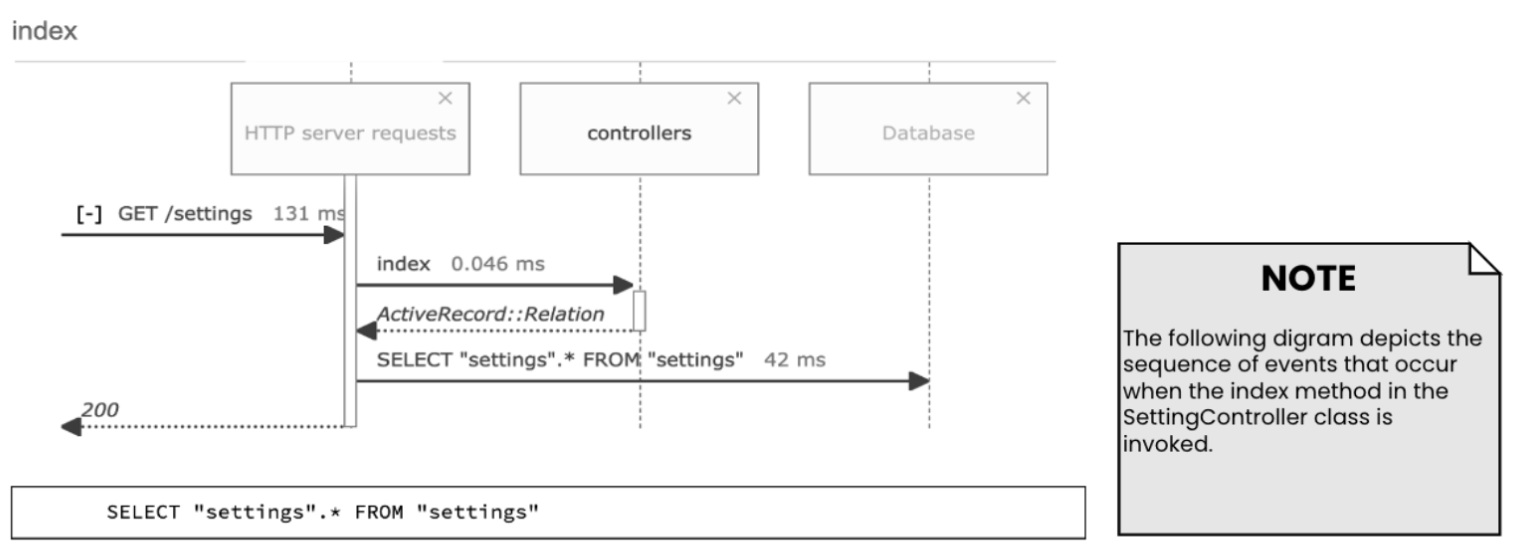 index
HTTP server requests
controllers
Database
[-] GET /settings 131 ms
index 0.046 ms
ActiveRecord::Relation
SELECT "settings".* FROM "settings" 42 ms
200
SELECT "settings".* FROM "settings"
NOTE
The following digram depicts the
sequence of events that occur
when the index method in the
SettingController class is
invoked.